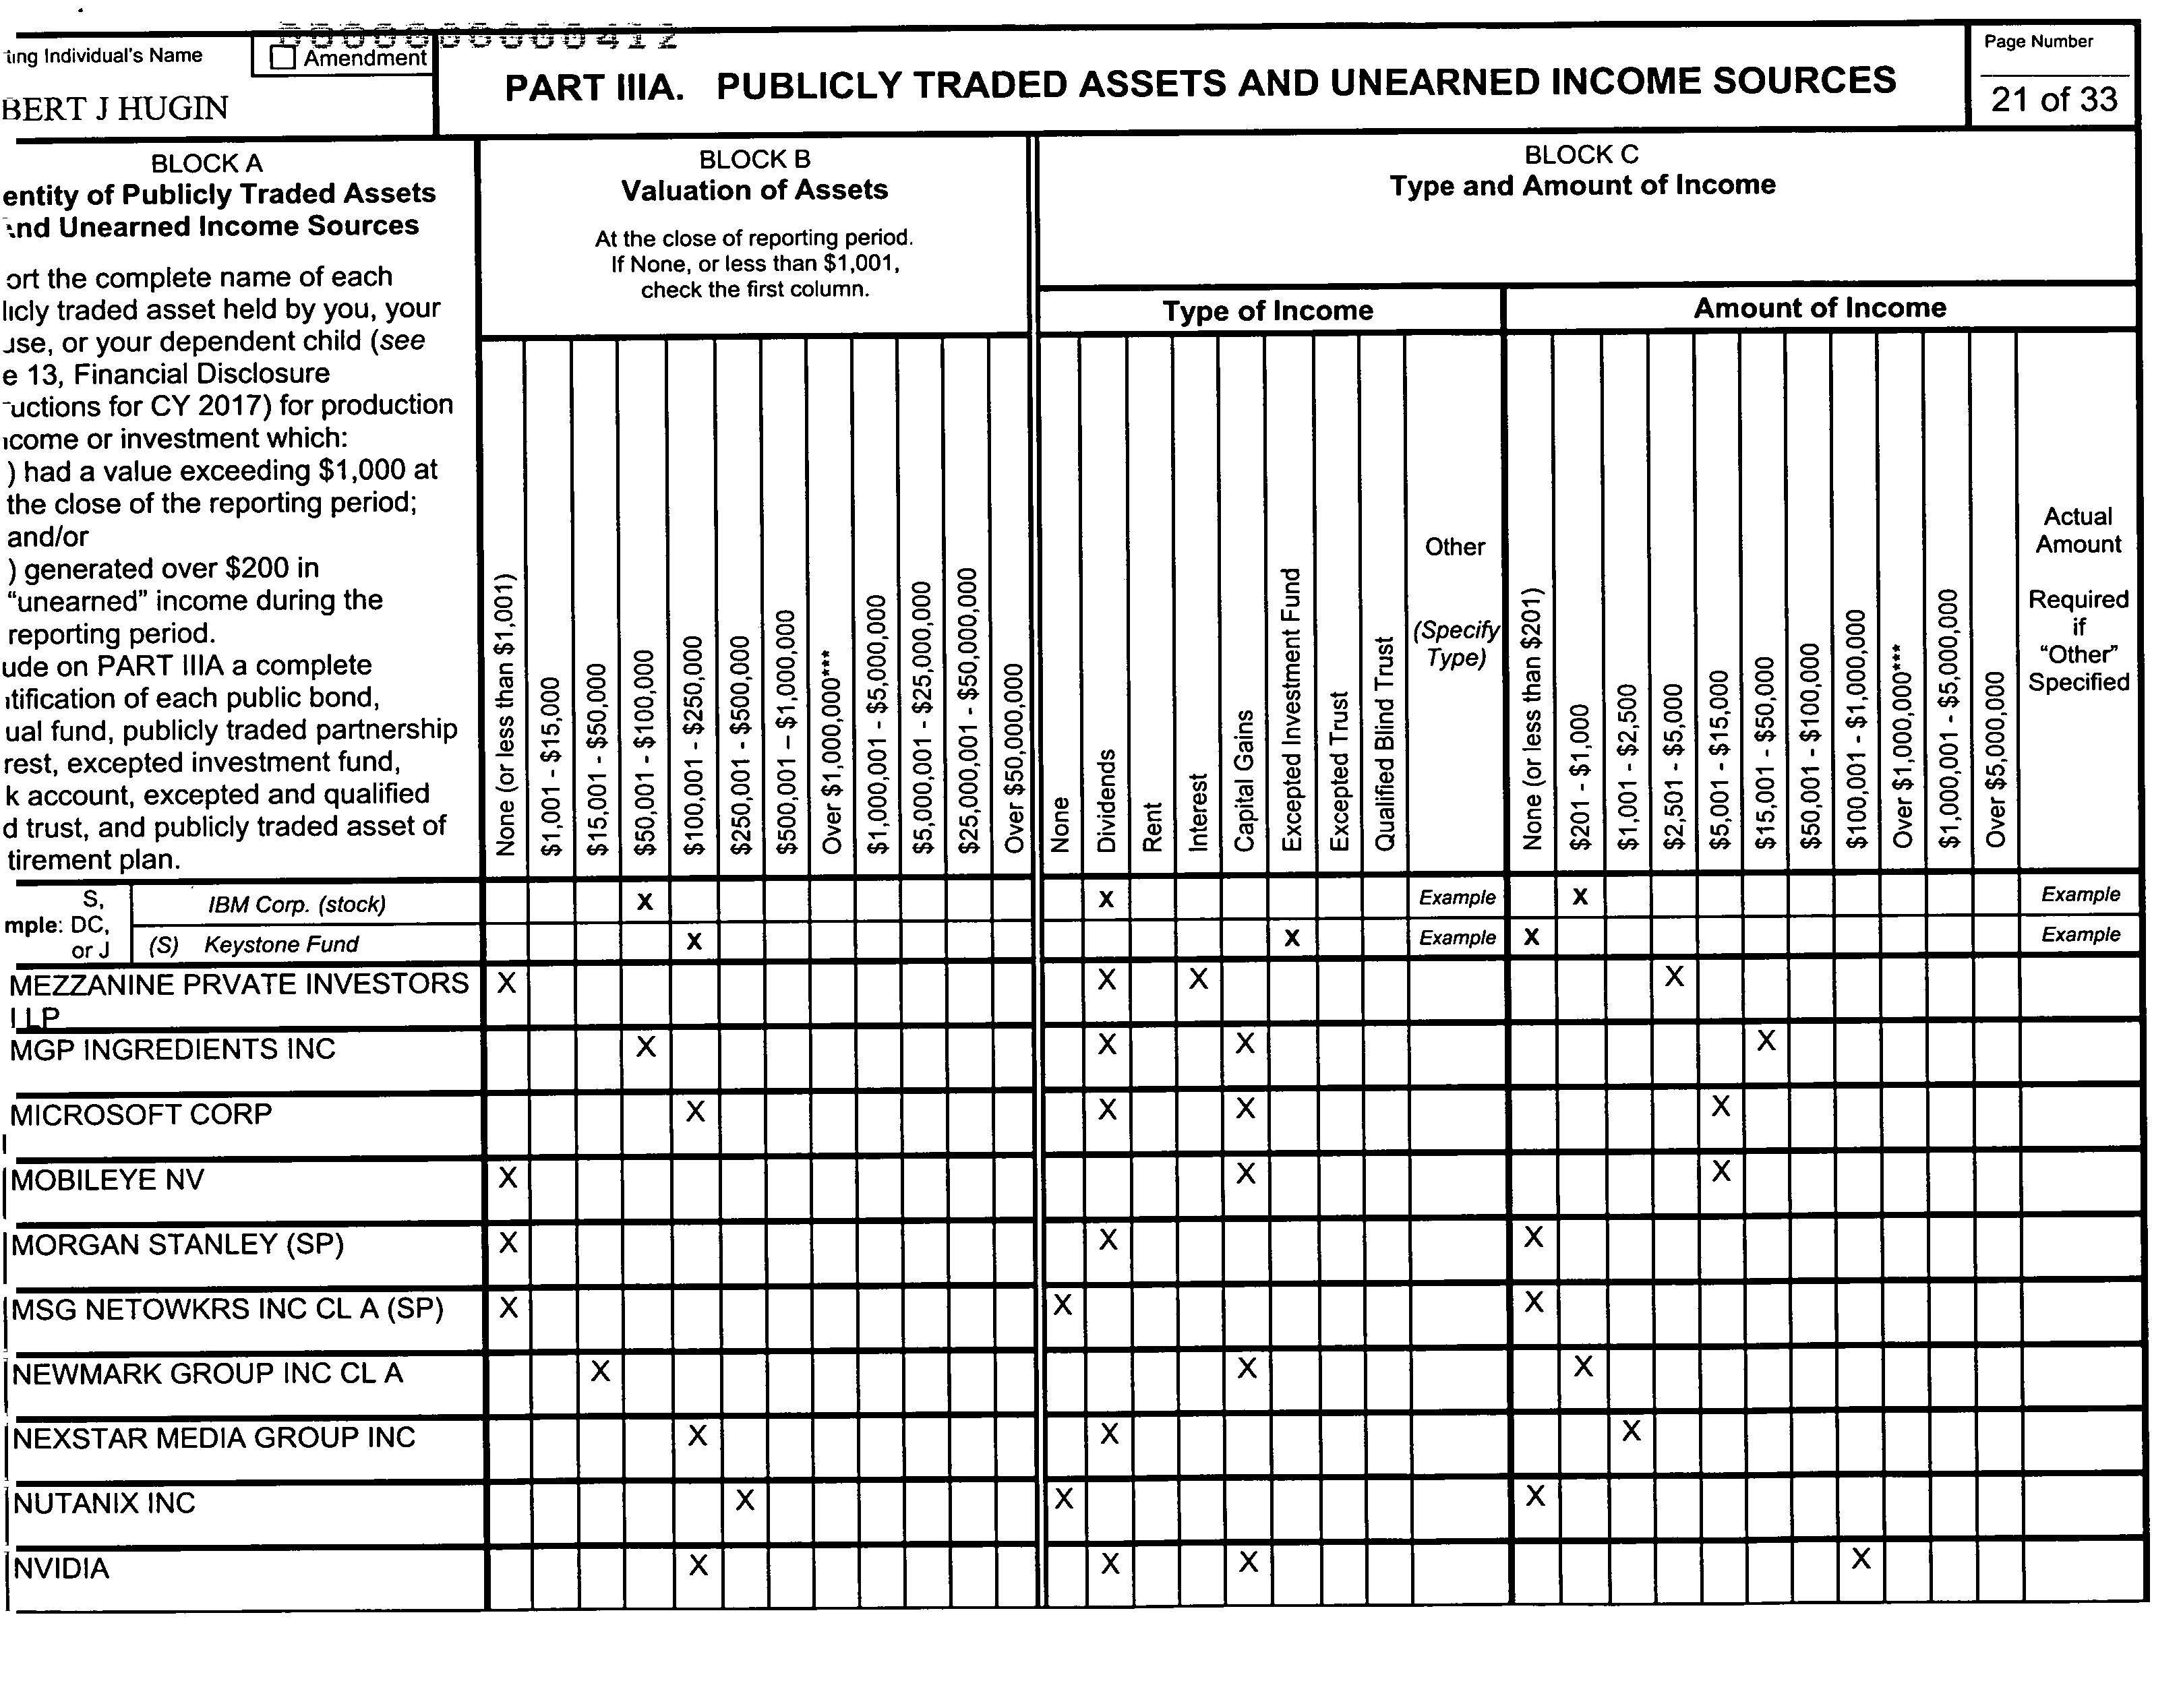 0000000000412
ting Individual's Name
Amendment
BERT J HUGIN
PART IIIA. PUBLICLY TRADED ASSETS AND UNEARNED INCOME SOURCES
Page Number
21 of 33
BLOCK A
entity of Publicly Traded Assets
and Unearned Income Sources
ort the complete name of each
licly traded asset held by you, your
use, or your dependent child (see
e 13, Financial Disclosure
uctions for CY 2017) for production
icome or investment which:
) had a value exceeding $1,000 at
the close of the reporting period;
and/or
) generated over $200 in
“unearned” income during the
reporting period.
ude on PART IIIA a complete
itification of each public bond,
ual fund, publicly traded partnership
rest, excepted investment fund,
k account, excepted and qualified
d trust, and publicly traded asset of
tirement plan.
BLOCK B
Valuation of Assets
At the close of reporting period.
If None, or less than $1,001,
check the first column.
BLOCK C
Type and Amount of Income
Type of Income
Amount of Income
None (or less than $1,001)
$1,001 - $15,000
$15,001 - $50,000
$50,001 - $100,000
$100,001 - $250,000
$250,001 - $500,000
$500,001 – $1,000,000
Over $1,000,000***
$1,000,001 - $5,000,000
$5,000,001 - $25,000,000
$25,000,001 - $50,000,000
Over $50,000,000
None
Dividends
Rent
Interest
Capital Gains
Excepted Investment Fund
Excepted Trust
Qualified Blind Trust
Other
(Specify
Type)
None (or less than $201)
$201 - $1,000
$1,001 - $2,500
$2,501 - $5,000
$5,001 - $15,000
$15,001 - $50,000
$50,001 - $100,000
$100,001 - $1,000,000
Over $1,000,000***
$1,000,001 - $5,000,000
Over $5,000,000
Actual
Amount
Required
if
“Other”
Specified
mple: S,
DC,
or J
IBM Corp. (stock) X X Example X Example
(S) Keystone Fund X X Example X Example
MEZZANINE PRVATE INVESTORS X X X X
LLP
MGP INGREDIENTS INC X X X X
MICROSOFT CORP X X X X
MOBILEYE NV X X X
MORGAN STANLEY (SP) X X X
MSG NETOWKRS INC CL A (SP) X X X
NEWMARK GROUP INC CL A X X X
NEXSTAR MEDIA GROUP INC X X X
NUTANIX INC X X X
NVIDIA X X X X